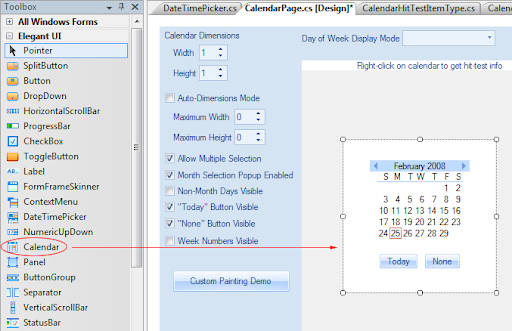 Toolbox
All Windows Forms
Elegant UI
Pointer
SplitButton
Button
DropDown
HorizontalScrollBar
ProgressBar
CheckBox
ToggleButton
Label
FormFrameSkinner
ContextMenu
DateTimePicker
NumericUpDown
Calendar
Panel
ButtonGroup
Separator
VerticalScrollBar
StatusBar
DateTimePicker.cs CalendarPage.cs [Design]* CalendarHitTestItemType.cs Calenda
Calendar Dimensions
Width 1
Height 1
Auto-Dimensions Mode
Maximum Width 0
Maximum Height 0
Allow Multiple Selection
Month Selection Popup Enabled
Non-Month Days Visible
"Today" Button Visible
"None" Button Visible
Week Numbers Visible
Custom Painting Demo
Day of Week Display Mode
Right-click on calendar to get hit-test info
February 2008
S M T W T F S
1 2
3 4 5 6 7 8 9
10 11 12 13 14 15 16
17 18 19 20 21 22 23
24 25 26 27 28 29
Today None